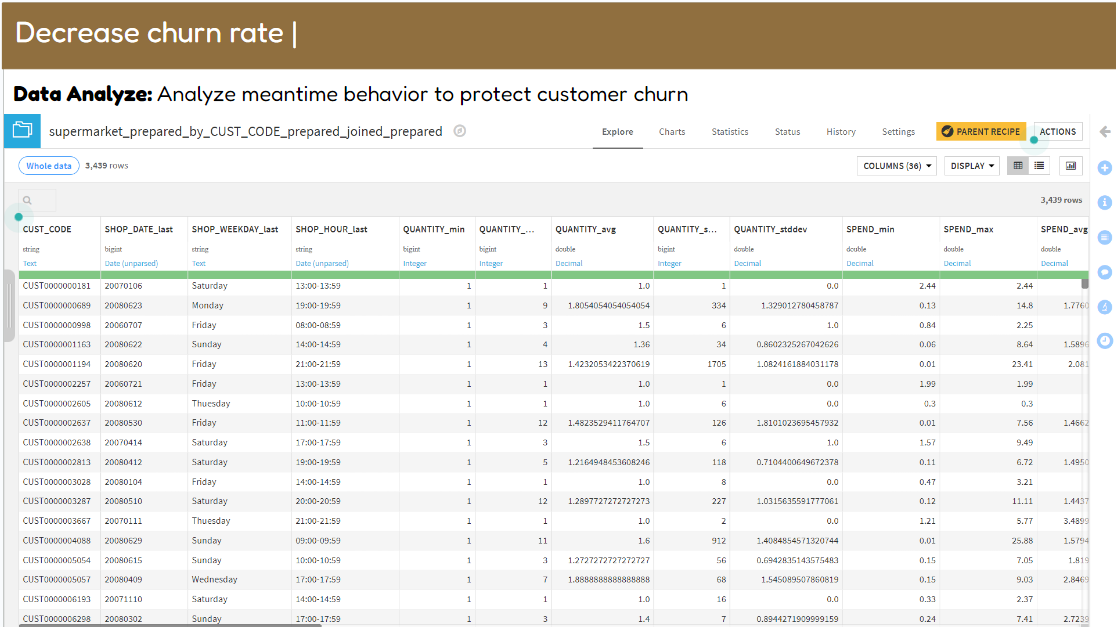 Decrease churn rate |
Data Analyze: Analyze meantime behavior to protect customer churn
supermarket_prepared_by_CUST_CODE_prepared_joined_prepared Explore Charts Statistics Status History Settings PARENT RECIPE ACTIONS
Whole data 3,439 rows COLUMNS (36) DISPLAY
3,439 rows
CUST_CODE SHOP_DATE_last SHOP_WEEKDAY_last SHOP_HOUR_last QUANTITY_min QUANTITY_... QUANTITY_avg QUANTITY_s... QUANTITY_stddev SPEND_min SPEND_max SPEND_avg
string bigint string string bigint bigint double bigint double double double double
Text Date (unparsed) Text Date (unparsed) Integer Integer Decimal Integer Decimal Decimal Decimal Decimal
CUST0000000181 20070106 Saturday 13:00-13:59 1 1 1.0 1 0.0 2.44 2.44
CUST0000000689 20080623 Monday 19:00-19:59 1 9 1.8054054054054054 334 1.329012780458787 0.13 14.8 1.7760
CUST0000000998 20060707 Friday 08:00-08:59 1 3 1.5 6 1.0 0.84 2.25
CUST0000001163 20080622 Sunday 14:00-14:59 1 4 1.36 34 0.8602325267042626 0.06 8.64 1.5896
CUST0000001194 20080620 Friday 21:00-21:59 1 13 1.4232053422370619 1705 1.0824161884031178 0.01 23.41 2.081
CUST0000002257 20060721 Friday 13:00-13:59 1 1 1.0 1 0.0 1.99 1.99
CUST0000002605 20080612 Thuesday 10:00-10:59 1 1 1.0 6 0.0 0.3 0.3
CUST0000002637 20080530 Friday 11:00-11:59 1 12 1.4823529411764707 126 1.8101023695457932 0.01 7.56 1.4662
CUST0000002638 20070414 Saturday 17:00-17:59 1 3 1.5 6 1.0 1.57 9.49
CUST0000002813 20080412 Saturday 19:00-19:59 1 5 1.2164948453608246 118 0.7104400649672378 0.11 6.72 1.4950
CUST0000003028 20080104 Friday 14:00-14:59 1 1 1.0 8 0.0 0.47 3.21
CUST0000003287 20080510 Saturday 20:00-20:59 1 12 1.2897727272727273 227 1.0315635591777061 0.12 11.11 1.4437
CUST0000003667 20070111 Thuesday 21:00-21:59 1 1 1.0 2 0.0 1.21 5.77 3.4899
CUST0000004088 20080629 Sunday 09:00-09:59 1 11 1.6 912 1.4084854571320744 0.01 25.88 1.5794
CUST0000005054 20080615 Sunday 10:00-10:59 1 3 1.2727272727272727 56 0.6942835143575483 0.15 7.05 1.819
CUST0000005057 20080409 Wednesday 17:00-17:59 1 7 1.8888888888888888 68 1.545089507860819 0.15 9.03 2.8469
CUST0000006193 20071110 Saturday 14:00-14:59 1 1 1.0 16 0.0 0.33 2.37
CUST0000006298 20080302 Sunday 17:00-17:59 1 3 1.4 7 0.8944271909999159 0.24 7.41 2.7239